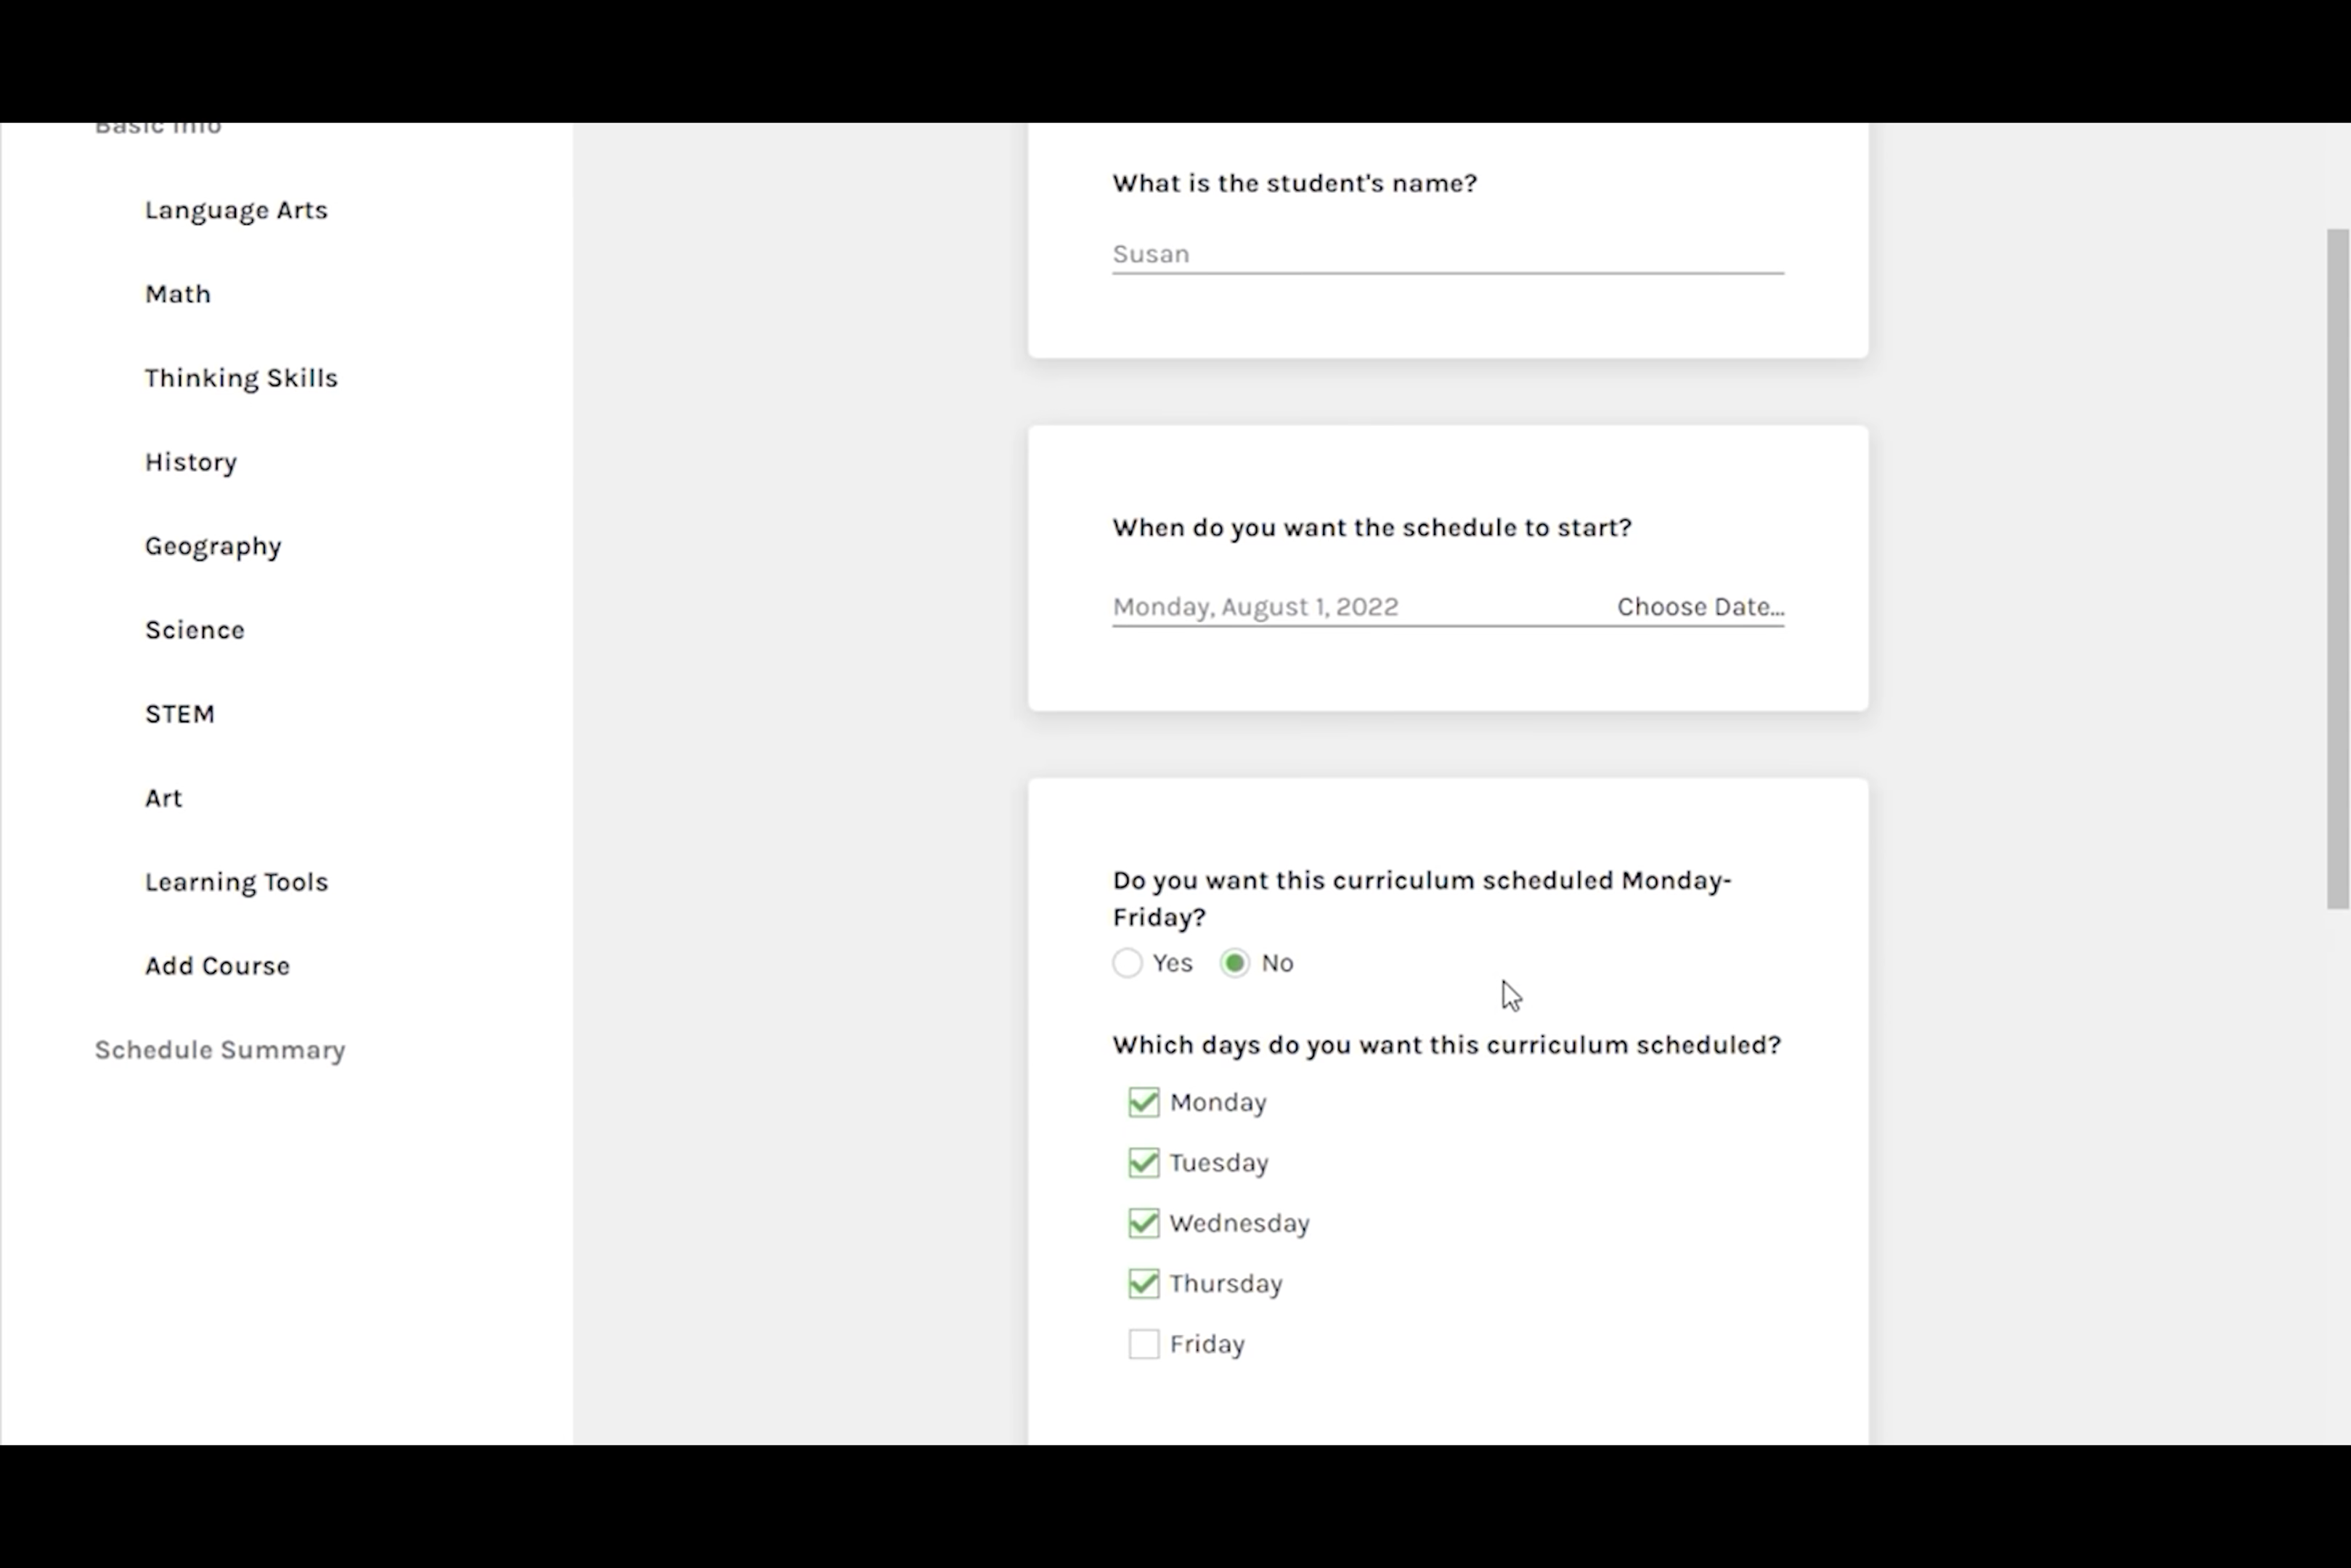 Basic Info
Language Arts
Math
Thinking Skills
History
Geography
Science
STEM
Art
Learning Tools
Add Course
Schedule Summary
What is the student's name?
Susan
When do you want the schedule to start?
Monday, August 1, 2022 Choose Date...
Do you want this curriculum scheduled Monday-
Friday?
Yes No
Which days do you want this curriculum scheduled?
Monday
Tuesday
Wednesday
Thursday
Friday